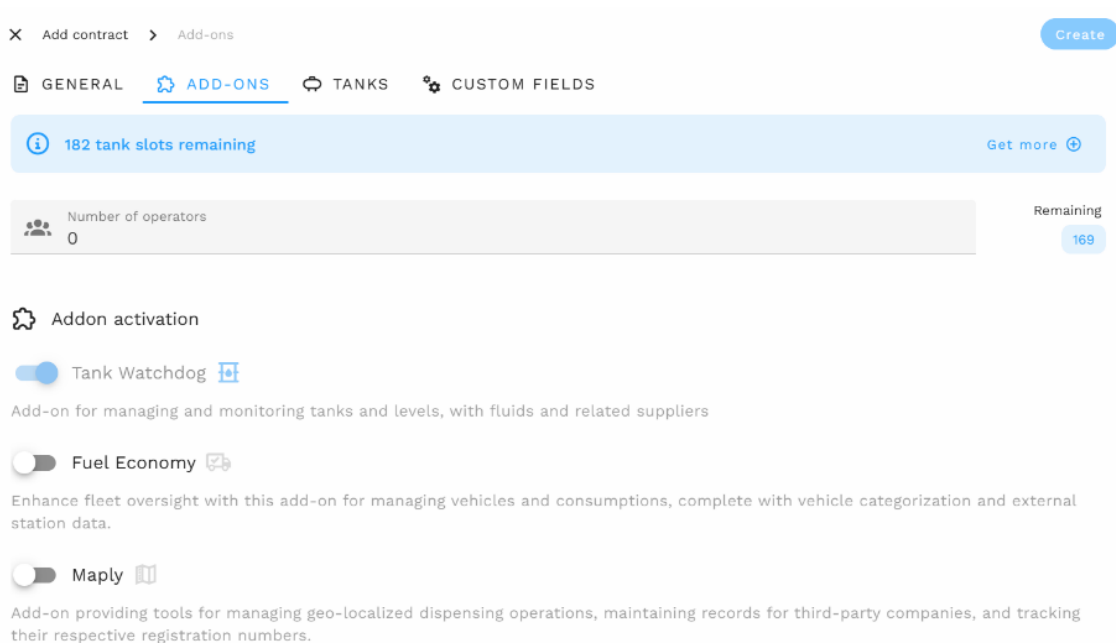 Add contract > Add-ons
Create
GENERAL ADD-ONS TANKS CUSTOM FIELDS
182 tank slots remaining
Get more
Number of operators
0
Remaining
169
Addon activation
Tank Watchdog
Add-on for managing and monitoring tanks and levels, with fluids and related suppliers
Fuel Economy
Enhance fleet oversight with this add-on for managing vehicles and consumptions, complete with vehicle categorization and external
station data.
Maply
Add-on providing tools for managing geo-localized dispensing operations, maintaining records for third-party companies, and tracking
their respective registration numbers.